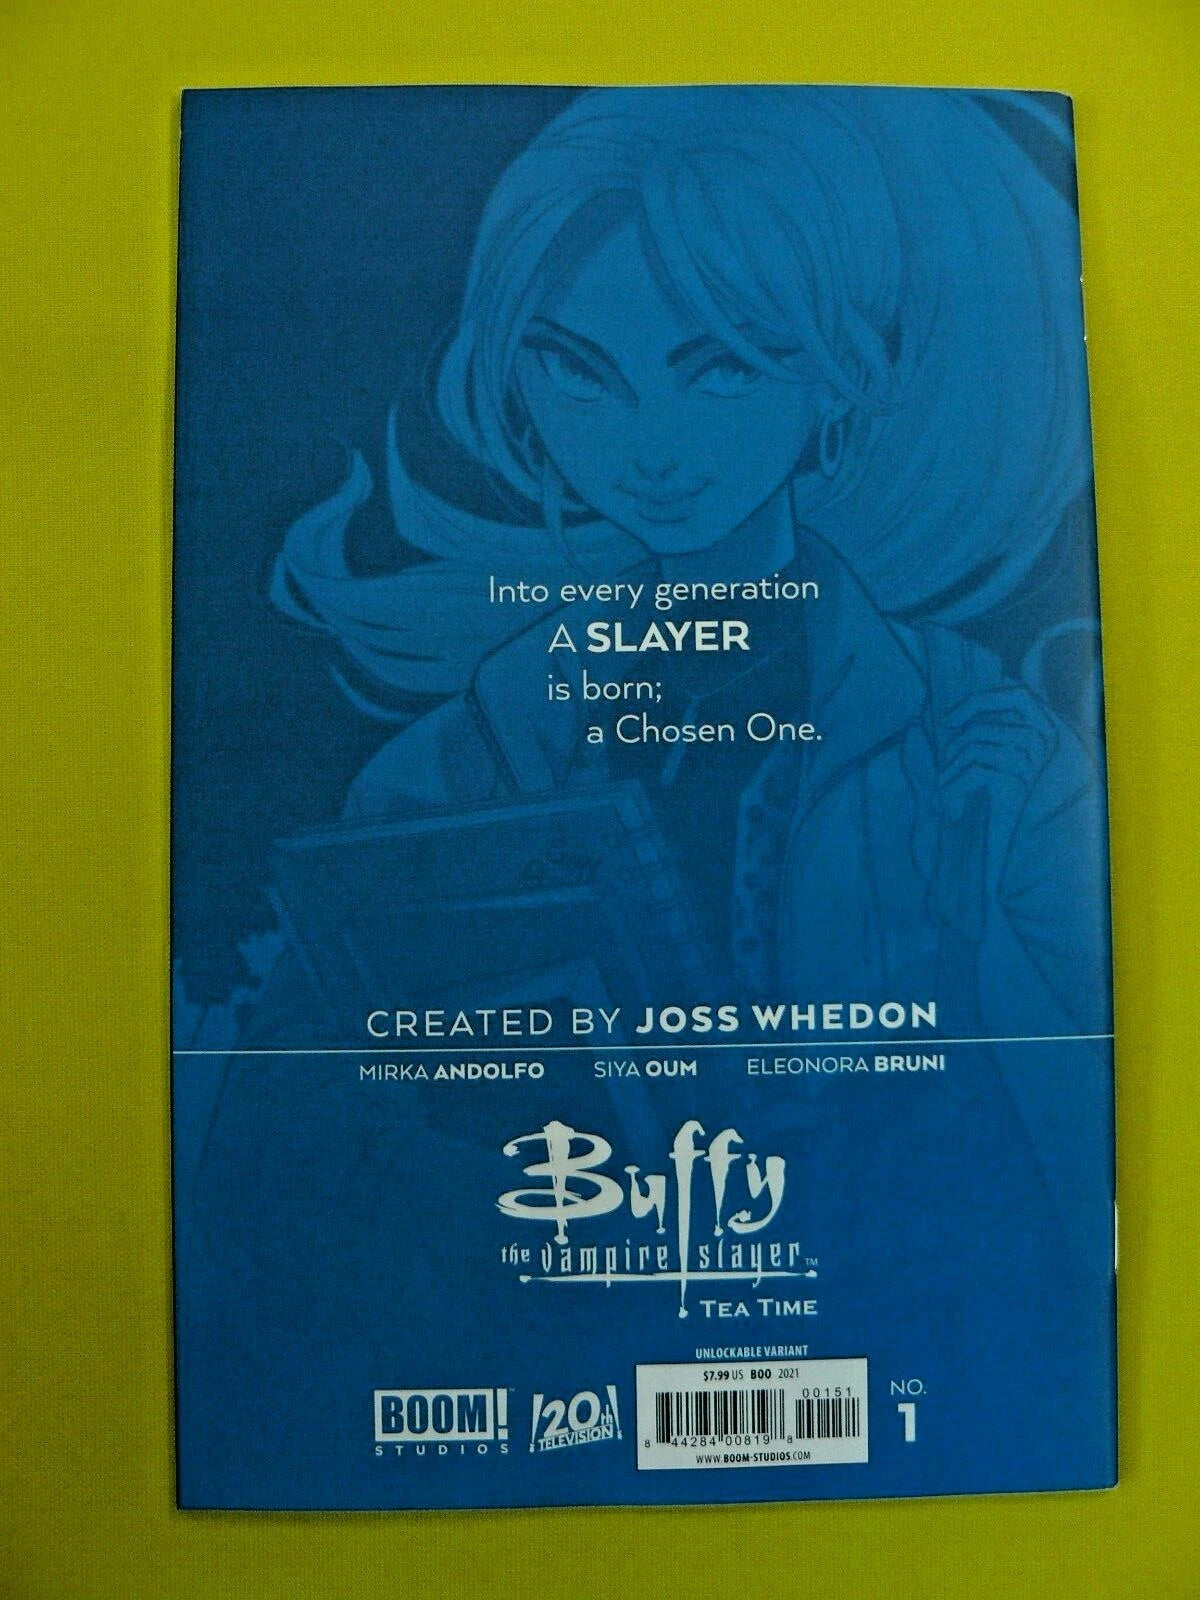 Into every generation
A SLAYER
is born;
a Chosen One.
CREATED BY JOSS WHEDON
MIRKA ANDOLFO SIYA OUM ELEONORA BRUNI
Buffy
the vampire slayer™
TEA TIME
UNLOCKABLE VARIANT
$7.99 US BOO 2021
00151
8 44284 00819 8
WWW.BOOM-STUDIOS.COM
NO.
1
BOOM!™
STUDIOS
20th
TELEVISION